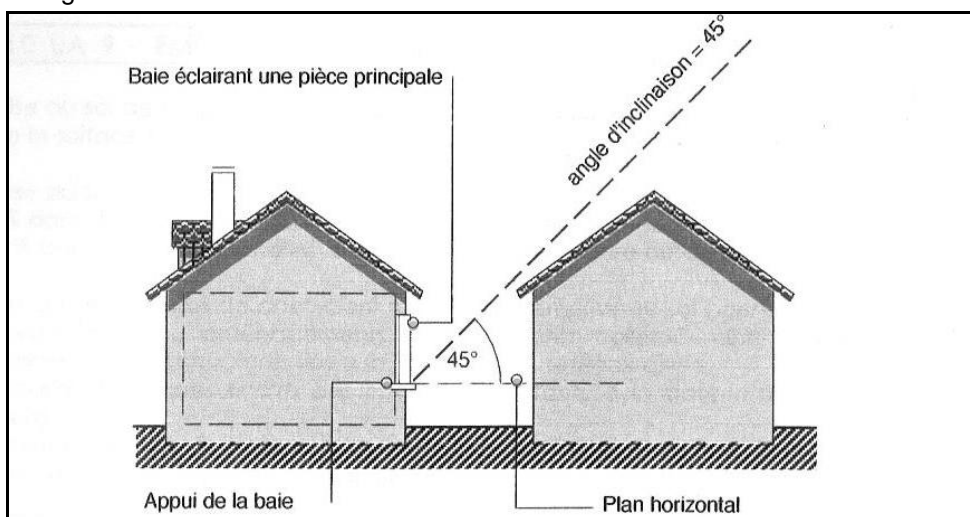 Baie éclairant une pièce principale
angle d'inclinaison = 45°
45°
Appui de la baie
Plan horizontal